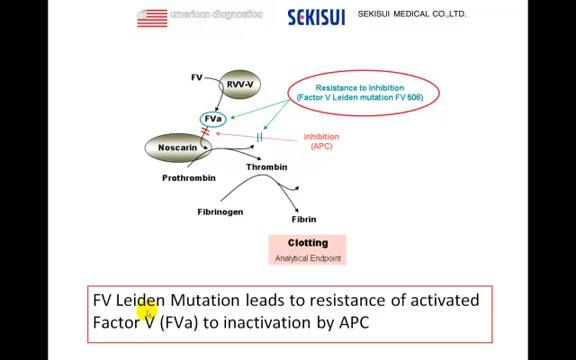 american diagnostica
SEKISUI
SEKISUI MEDICAL CO.,LTD.
FV
RVV-V
Resistance to Inhibition
(Factor V Leiden mutation FV 506)
FVa
inhibition
(APC)
Noscarin
Prothrombin
Thrombin
Fibrinogen
Fibrin
Clotting
Analytical Endpoint
FV Leiden Mutation leads to resistance of activated
Factor V (FVa) to inactivation by APC